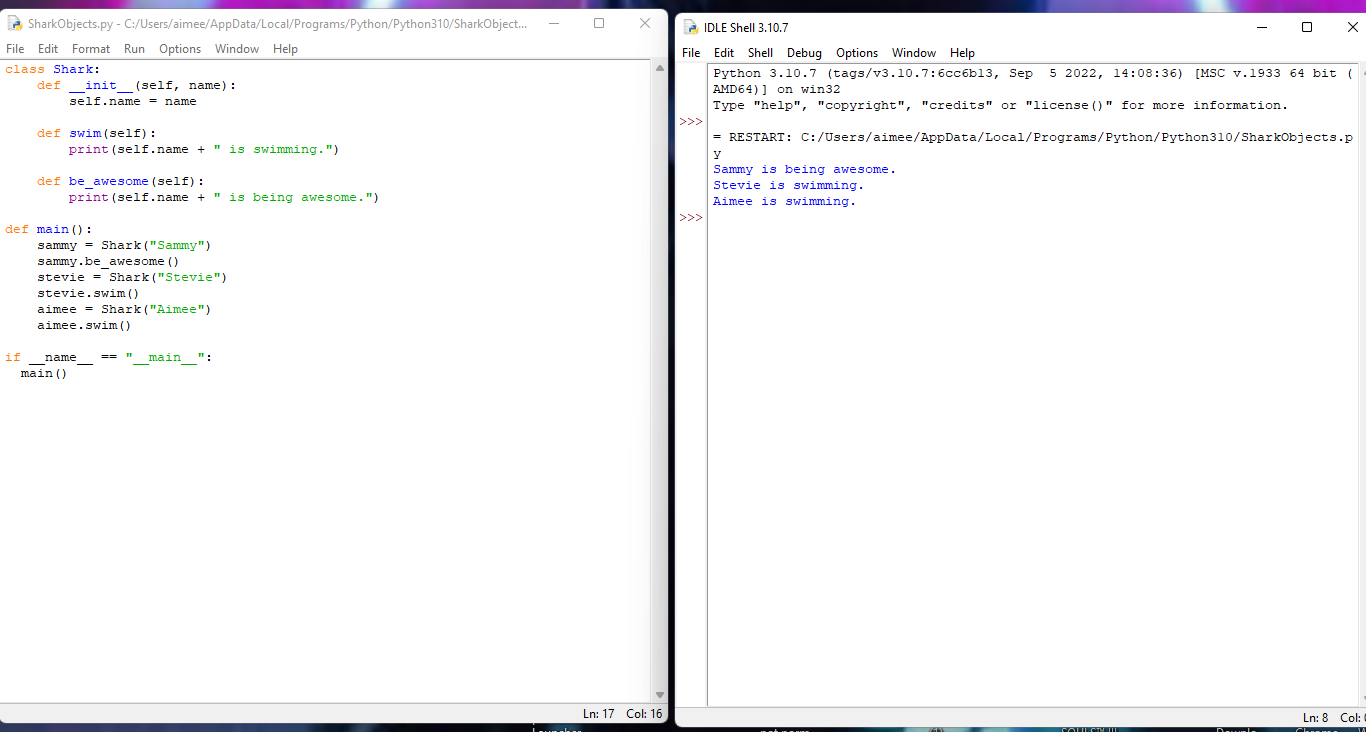 SharkObjects.py - C:/Users/aimee/AppData/Local/Programs/Python/Python310/SharkObject...
File Edit Format Run Options Window Help
class Shark:
    def __init__(self, name):
        self.name = name

    def swim(self):
        print(self.name + " is swimming.")

    def be_awesome(self):
        print(self.name + " is being awesome.")

def main():
    sammy = Shark("Sammy")
    sammy.be_awesome()
    stevie = Shark("Stevie")
    stevie.swim()
    aimee = Shark("Aimee")
    aimee.swim()

if __name__ == "__main__":
  main()
Ln: 17 Col: 16
IDLE Shell 3.10.7
File Edit Shell Debug Options Window Help
Python 3.10.7 (tags/v3.10.7:6cc6b13, Sep  5 2022, 14:08:36) [MSC v.1933 64 bit (
AMD64)] on win32
Type "help", "copyright", "credits" or "license()" for more information.
>>>
= RESTART: C:/Users/aimee/AppData/Local/Programs/Python/Python310/SharkObjects.p
y
Sammy is being awesome.
Stevie is swimming.
Aimee is swimming.
>>>
Ln: 8 Col: